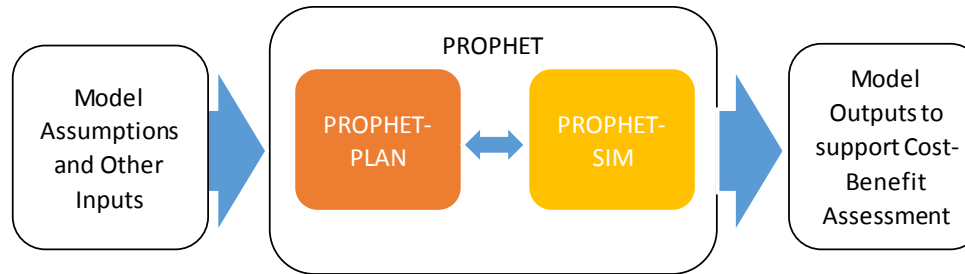 Model
Assumptions
and Other
Inputs
PROPHET
PROPHET-
PLAN
PROPHET-
SIM
Model
Outputs to
support Cost-
Benefit
Assessment